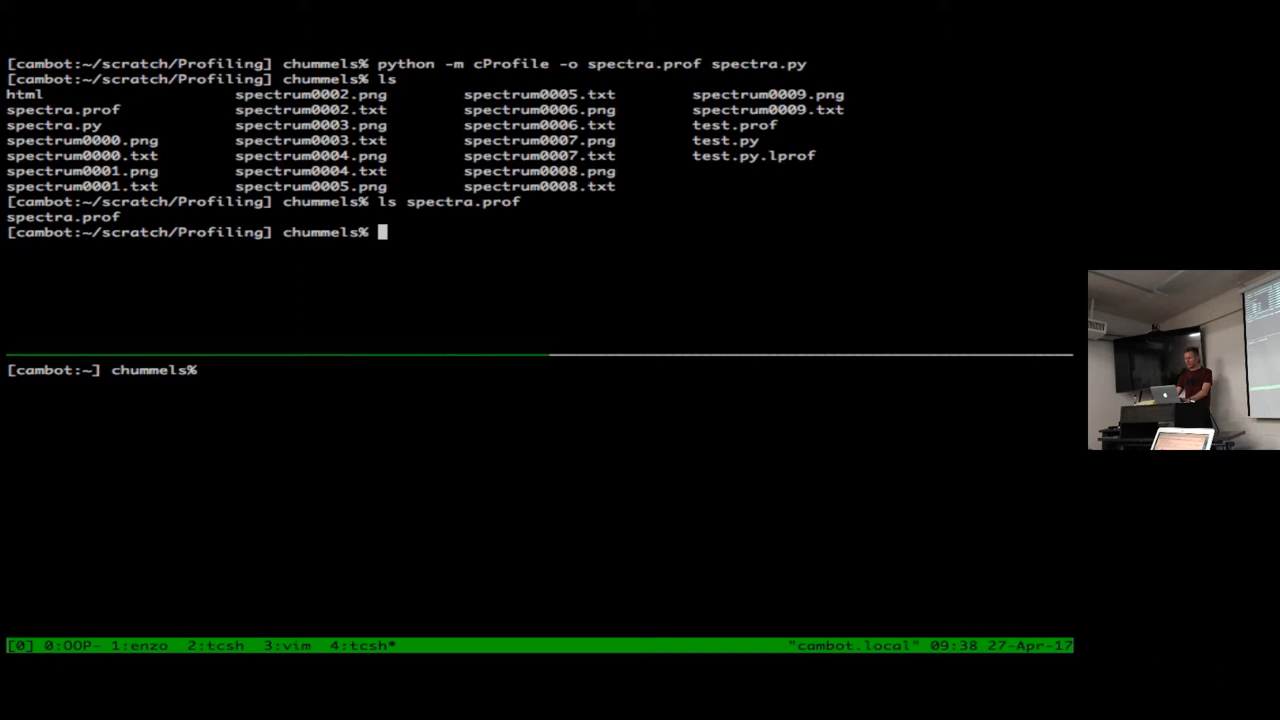 [cambot:~/scratch/Profiling] chummels% python -m cProfile -o spectra.prof spectra.py
[cambot:~/scratch/Profiling] chummels% ls
html spectrum0002.png spectrum0005.txt spectrum0009.png
spectra.prof spectrum0002.txt spectrum0006.png spectrum0009.txt
spectra.py spectrum0003.png spectrum0006.txt test.prof
spectrum0000.png spectrum0003.txt spectrum0007.png test.py
spectrum0000.txt spectrum0004.png spectrum0007.txt test.py.lprof
spectrum0001.png spectrum0004.txt spectrum0008.png
spectrum0001.txt spectrum0005.png spectrum0008.txt
[cambot:~/scratch/Profiling] chummels% ls spectra.prof
spectra.prof
[cambot:~/scratch/Profiling] chummels%
[cambot:~] chummels%
[0] 0:OOP- 1:enzo 2:tcsh 3:vim 4:tcsh* "cambot.local" 09:38 27-Apr-17